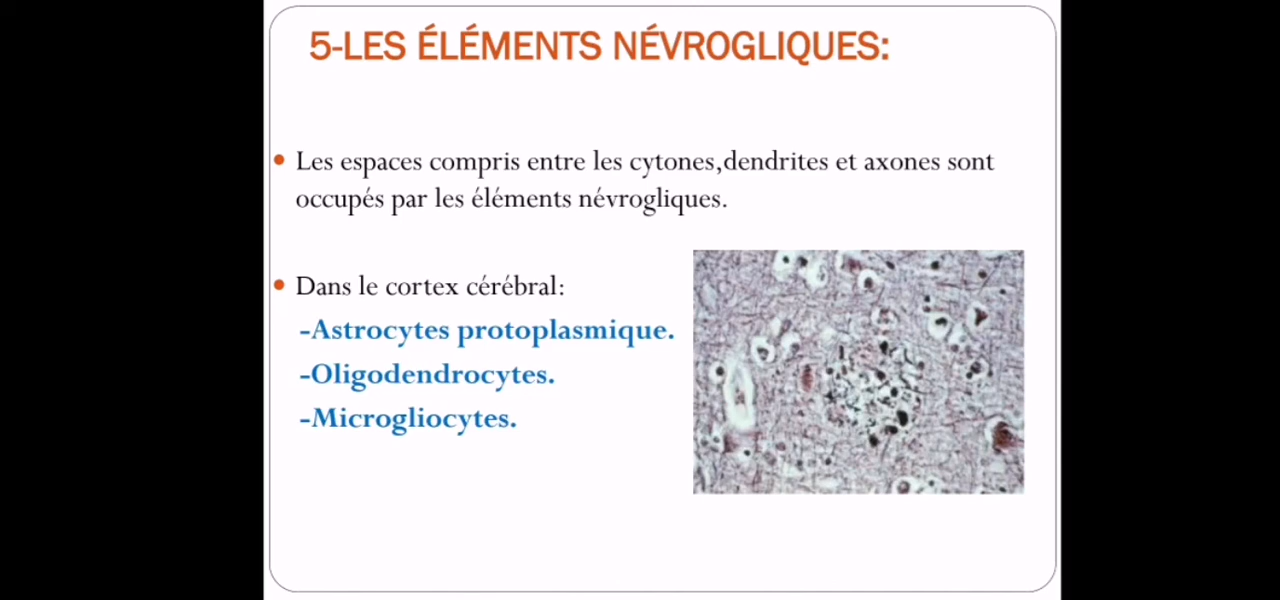 5-LES ÉLÉMENTS NÉVROGLIQUES:
• Les espaces compris entre les cytones,dendrites et axones sont
occupés par les éléments névrogliques.
• Dans le cortex cérébral:
-Astrocytes protoplasmique.
-Oligodendrocytes.
-Microgliocytes.